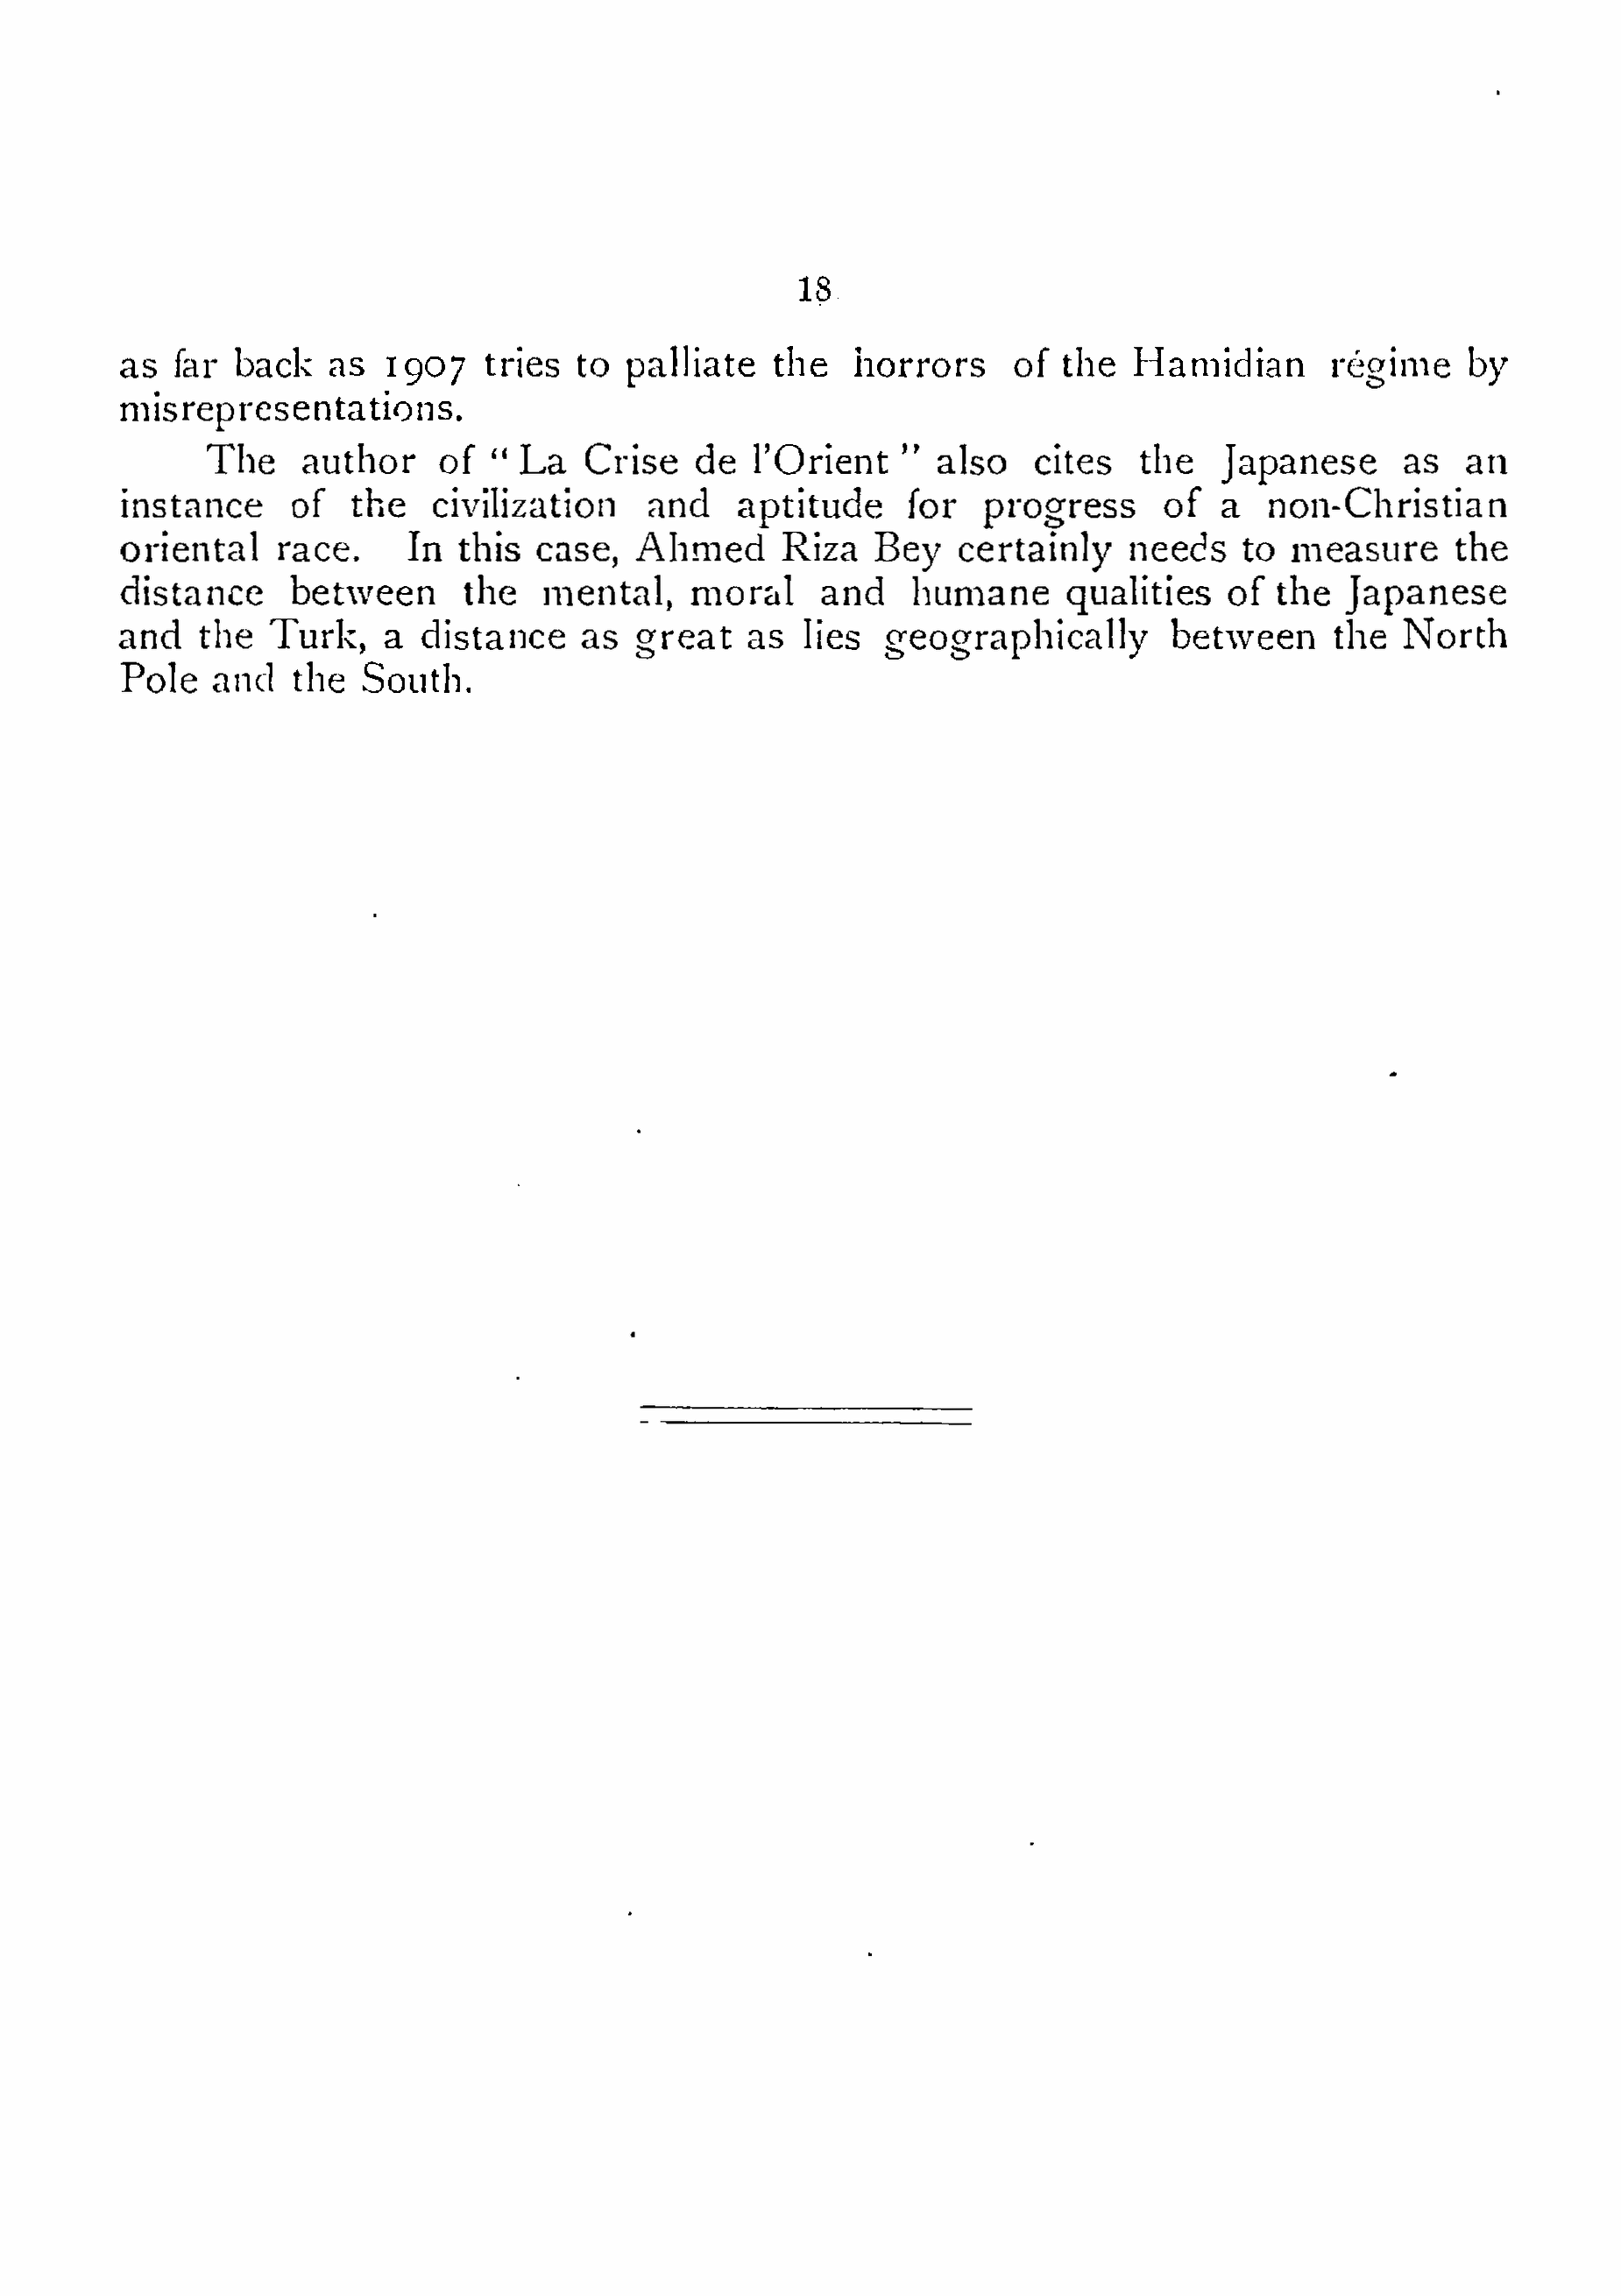 18
as far back as 1907 tries to palliate the horrors of the Hamidian régime by
misrepresentations.
The author of “ La Crise de l’Orient ” also cites the Japanese as an
instance of the civilization and aptitude for progress of a non-Christian
oriental race. In this case, Ahmed Riza Bey certainly needs to measure the
distance between the mental, moral and humane qualities of the Japanese
and the Turk, a distance as great as lies geographically between the North
Pole and the South.